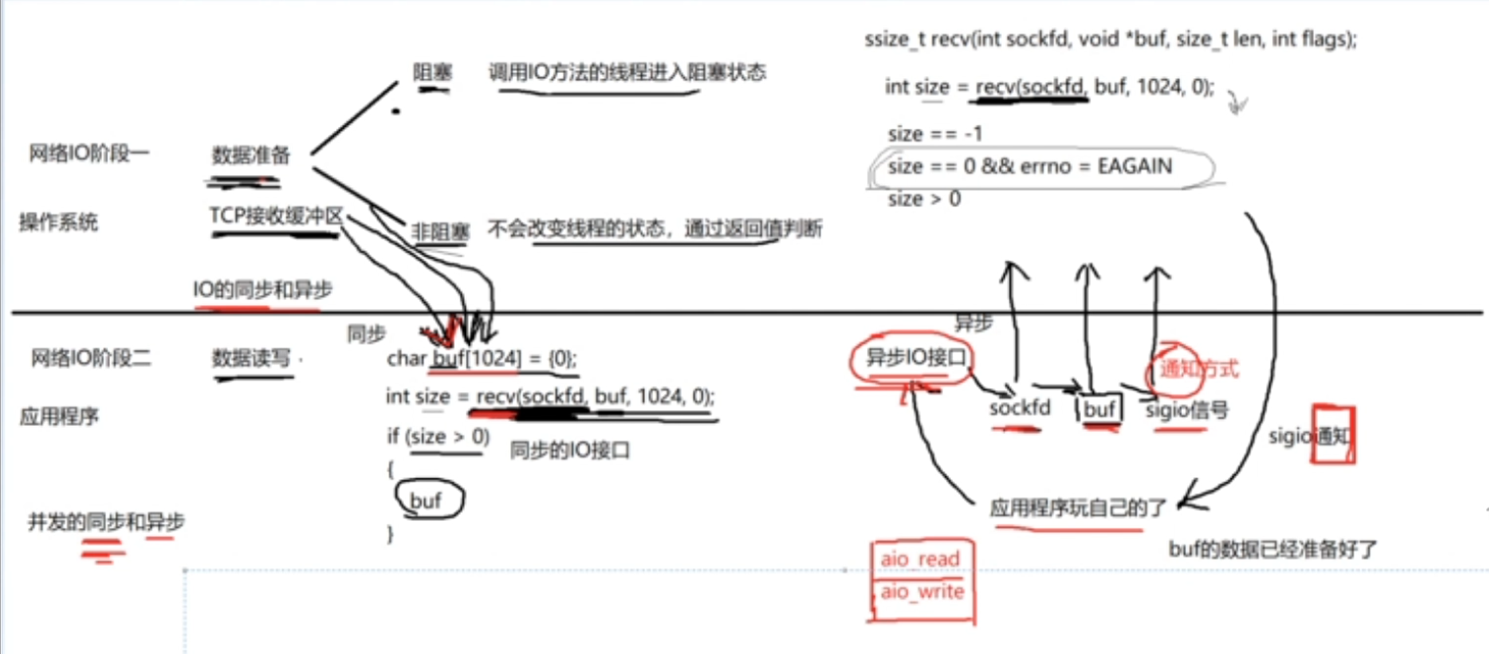 ssize_t recv(int sockfd, void *buf, size_t len, int flags);
阻塞 调用IO方法的线程进入阻塞状态
int size = recv(sockfd, buf, 1024, 0);
size == -1
网络IO阶段一 数据准备
size == 0 && errno = EAGAIN
size > 0
操作系统 TCP接收缓冲区
非阻塞 不会改变线程的状态，通过返回值判断
IO的同步和异步
同步
异步
网络IO阶段二 数据读写
char buf[1024] = {0};
异步IO接口
通知方式
int size = recv(sockfd, buf, 1024, 0);
应用程序
sockfd buf sigio信号
if (size > 0) 同步的IO接口
sigio通知
{
buf
}
应用程序玩自己的了
并发的同步和异步
buf的数据已经准备好了
aio_read
aio_write